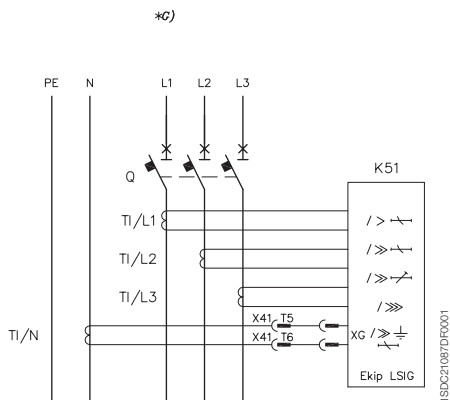 *G)
PE N L1 L2 L3
Q
K51
TI/L1
I>
TI/L2
I≫
TI/L3
I≫
I⋙
X41 T5
TI/N
X41 T6
XG I≫
Ekip LSIG
ISDC21087DF0001